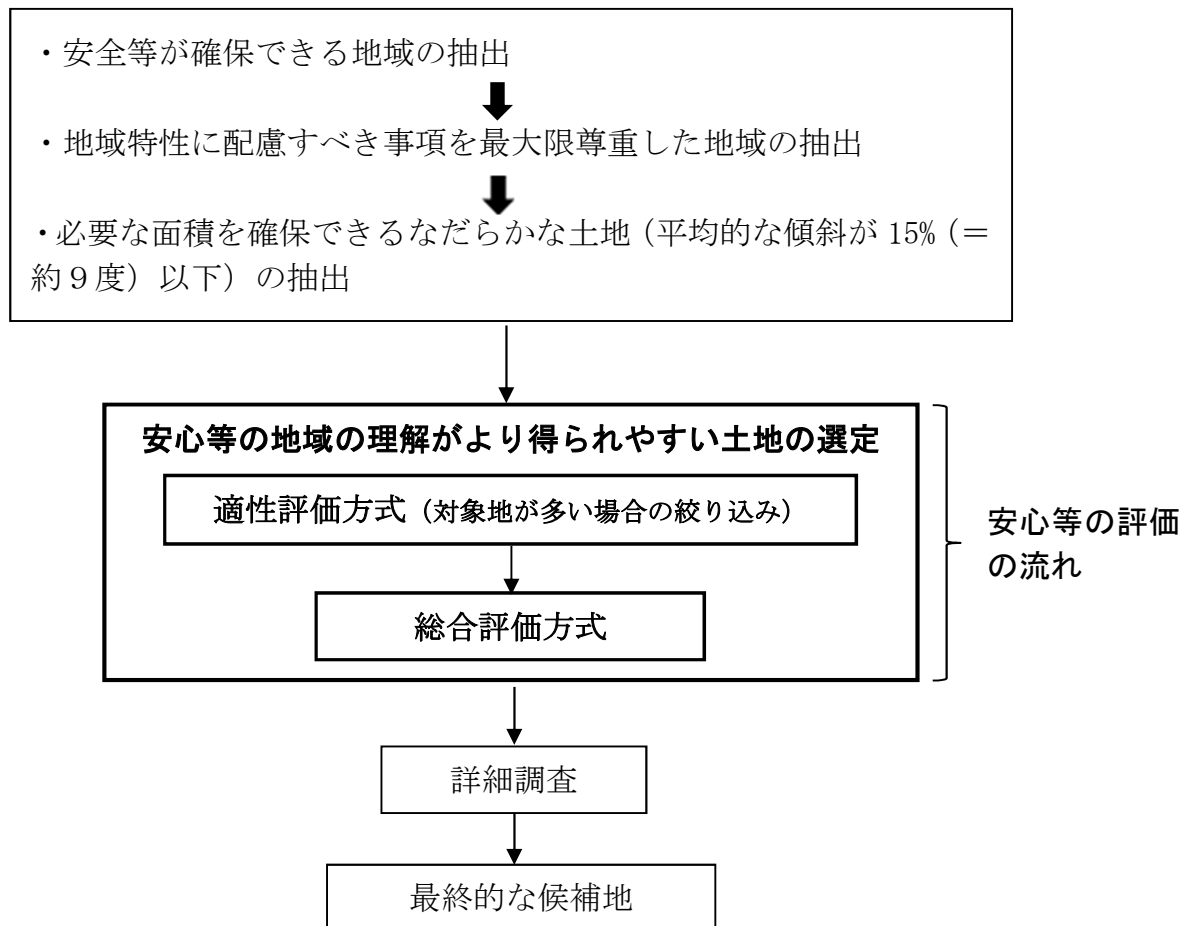 ・安全等が確保できる地域の抽出
・地域特性に配慮すべき事項を最大限尊重した地域の抽出
・必要な面積を確保できるなだらかな土地（平均的な傾斜が 15%（＝
約９度）以下）の抽出
安心等の地域の理解がより得られやすい土地の選定
適性評価方式（対象地が多い場合の絞り込み）
総合評価方式
安心等の評価
の流れ
詳細調査
最終的な候補地